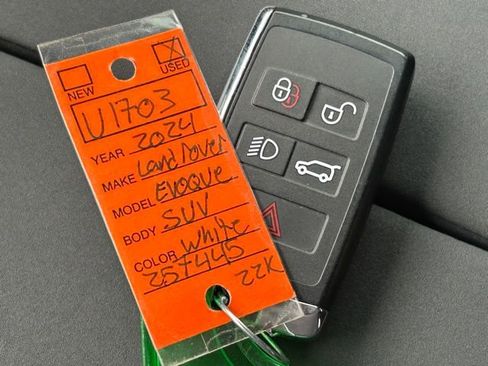 NEW USED
U1703
YEAR 2024
MAKE Land rover
MODEL Evoque
BODY SUV
COLOR White
257445
22K